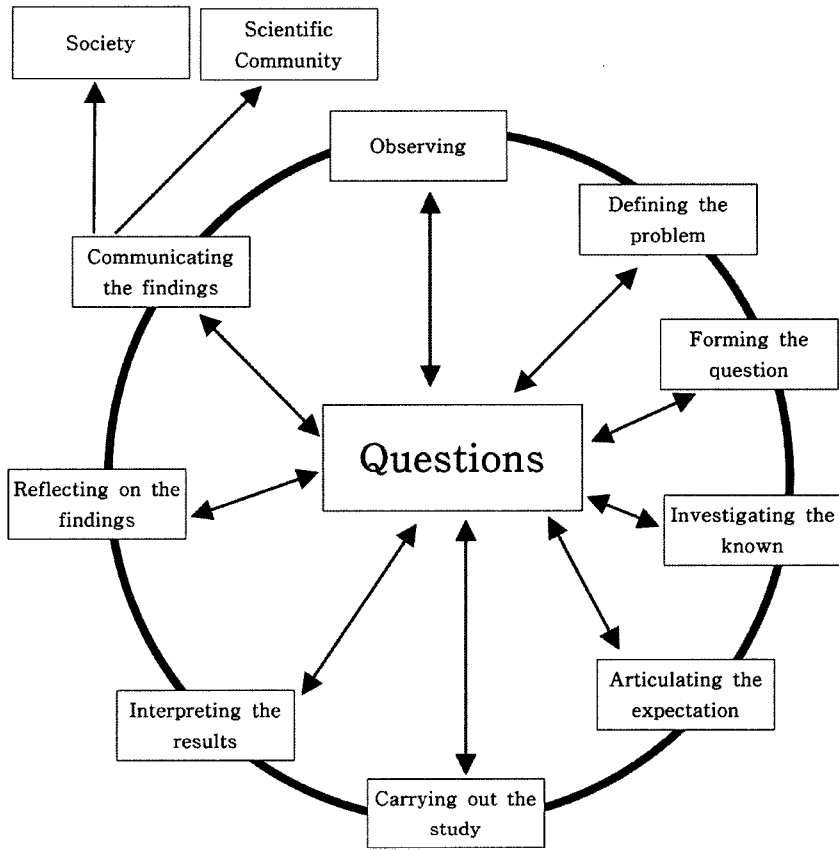 Society
Scientific
Community
Observing
Defining the
problem
Communicating
the findings
Forming the
question
Questions
Reflecting on the
findings
Investigating the
known
Articulating the
expectation
Interpreting the
results
Carrying out the
study